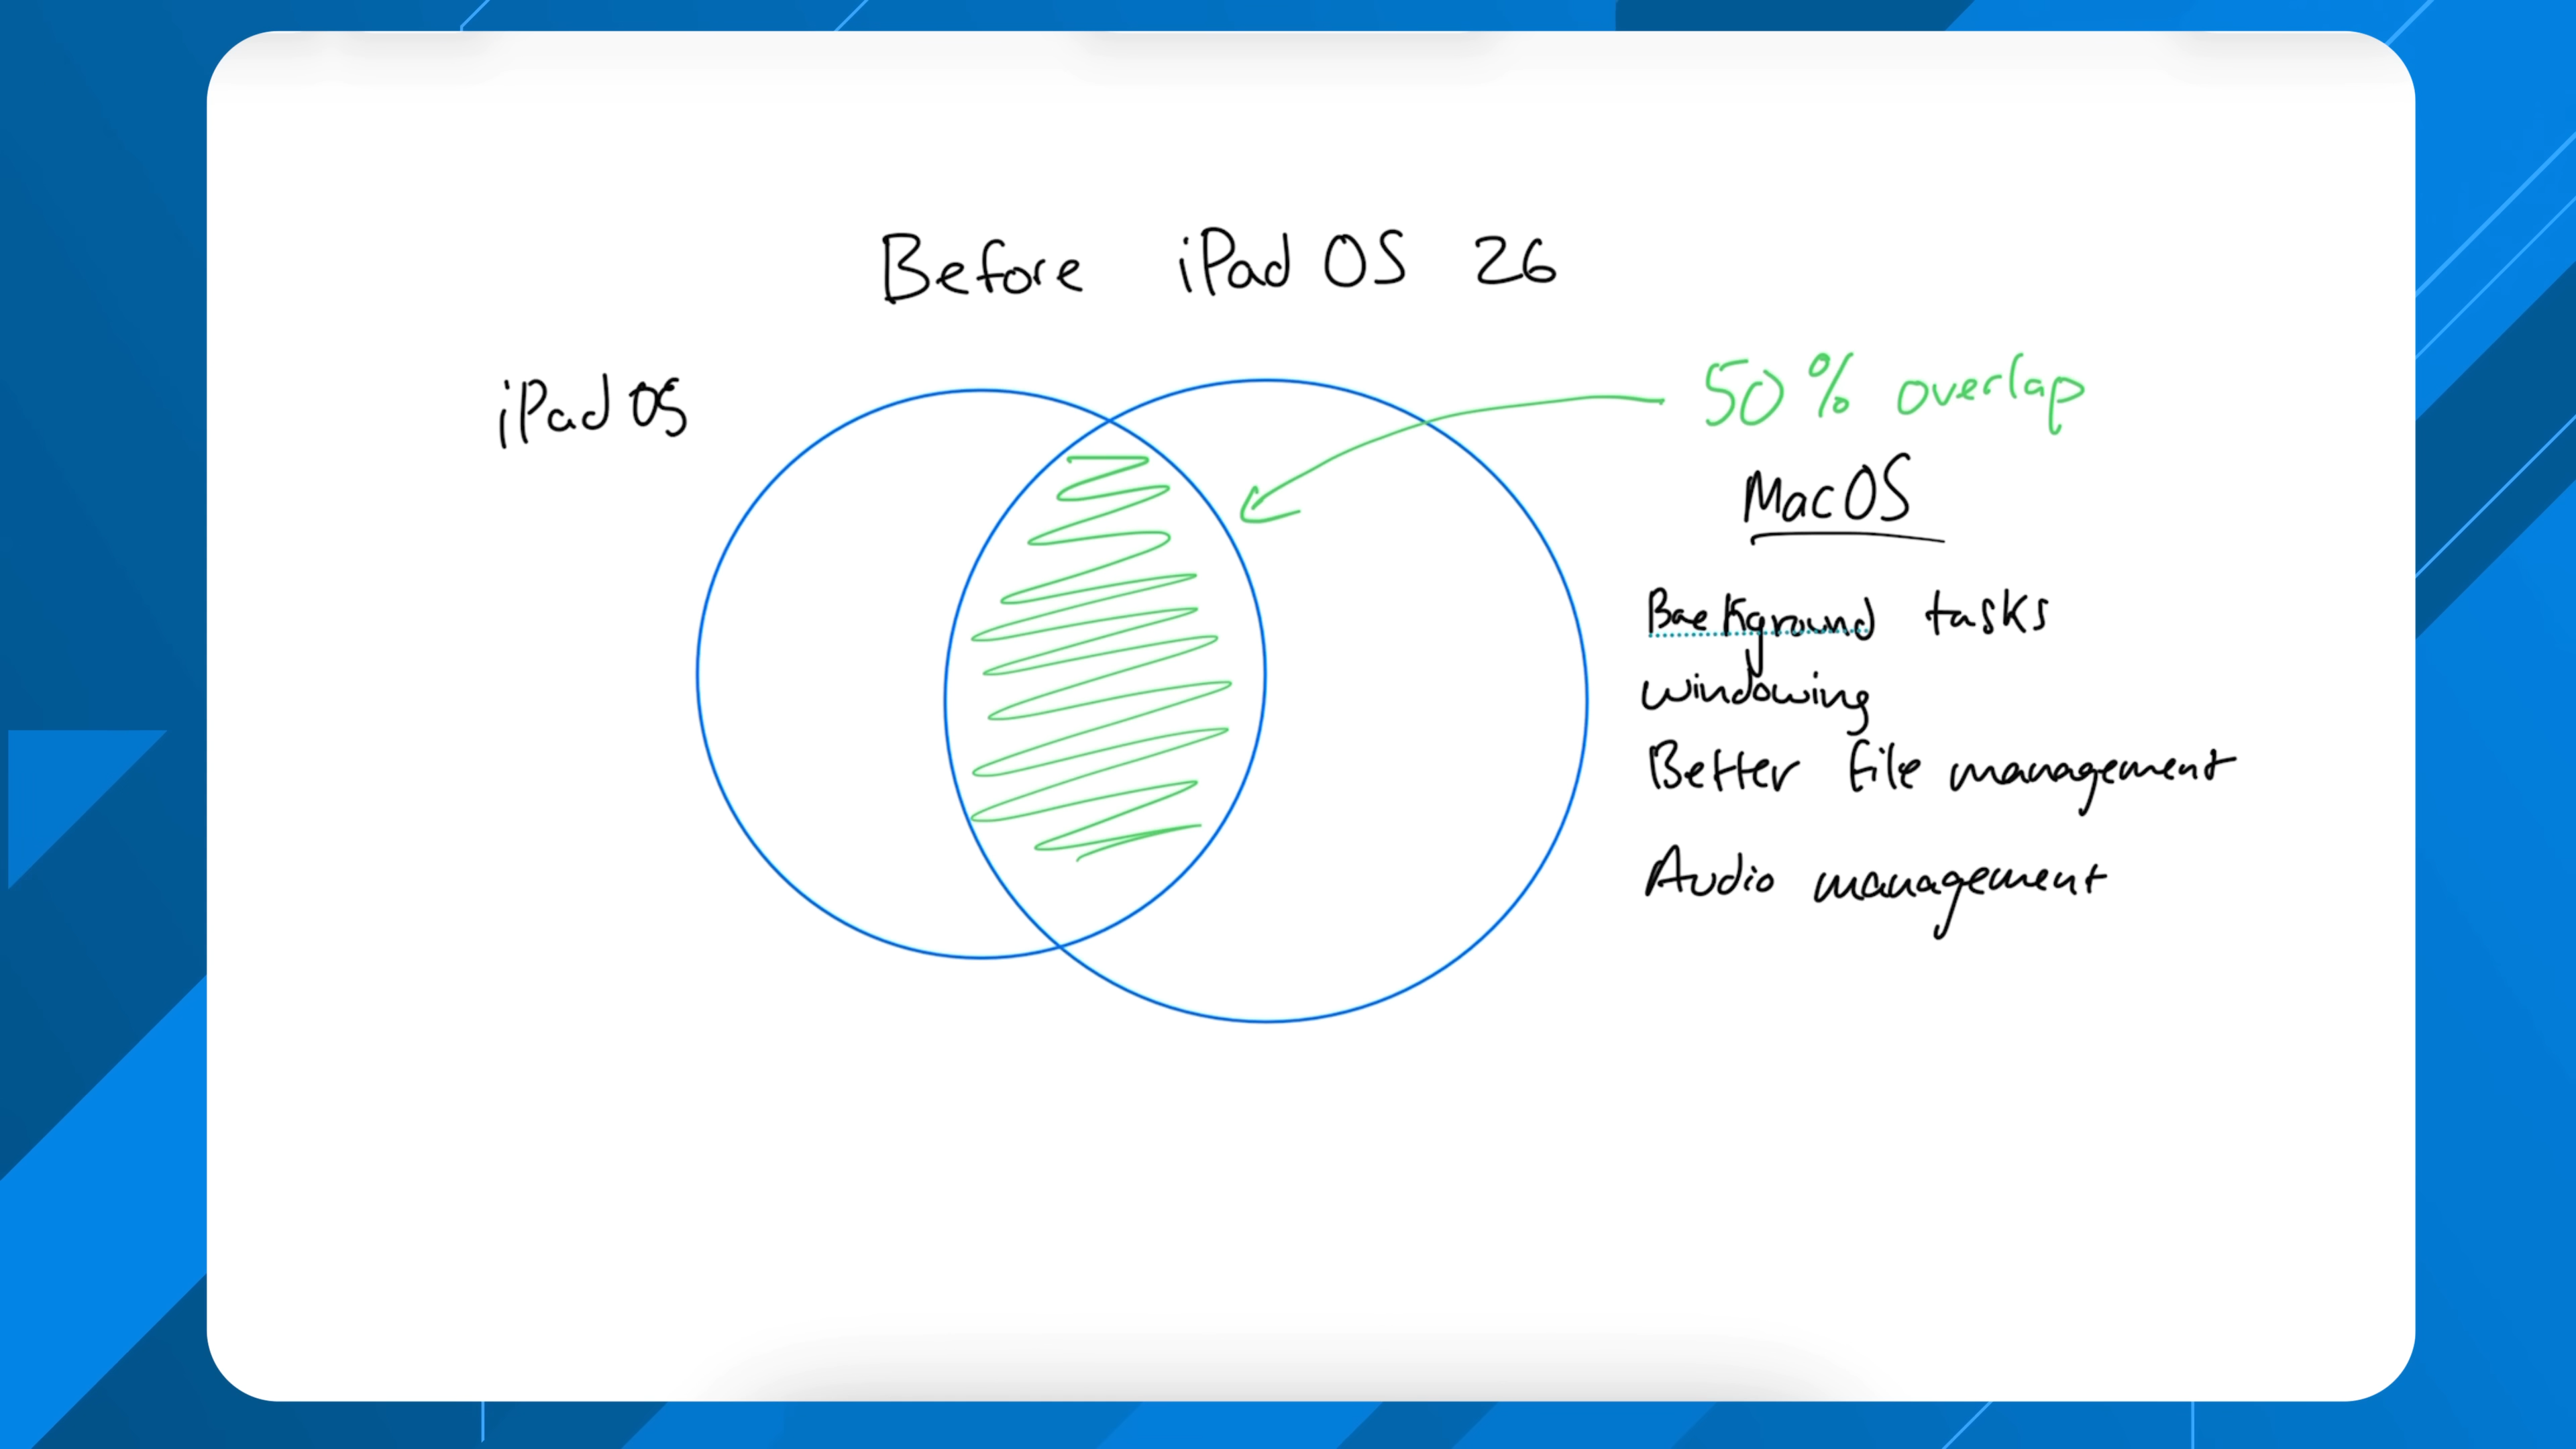 Before iPad OS 26
iPad OS
50% overlap
MacOS
Background tasks
windowing
Better file management
Audio management